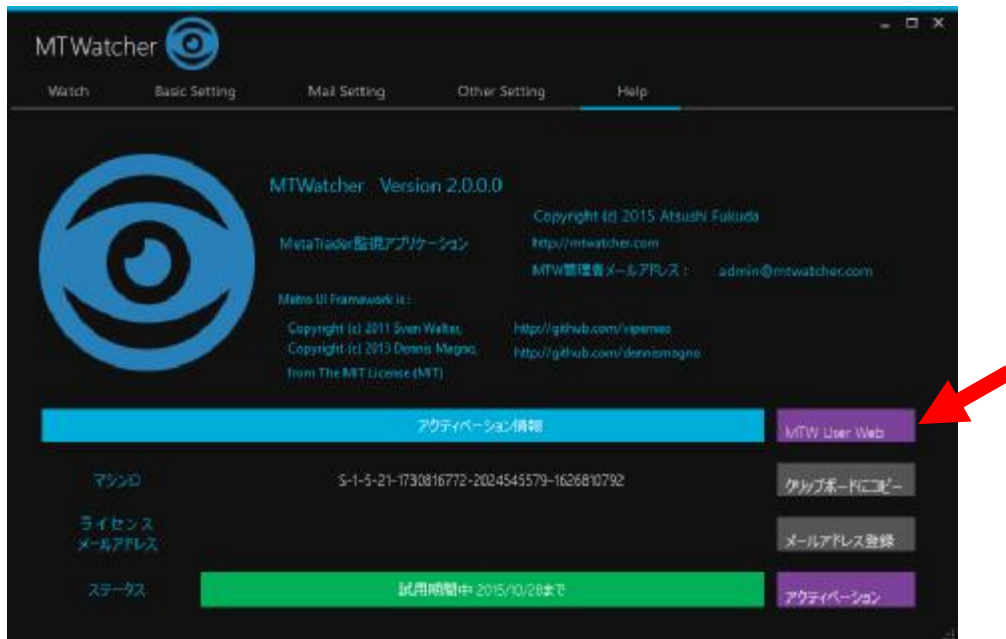 MTWatcher
Watch Basic Setting Mail Setting Other Setting Help
MTWatcher Version 2.0.0.0
Copyright (c) 2015 Atsushi Fukuda
MetaTrader監視アプリケーション http://mtwatcher.com
MTW管理者メールアドレス： admin@mtwatcher.com
Metro UI Framework is :
Copyright (c) 2011 Sven Walter, http://github.com/viperneo
Copyright (c) 2013 Dennis Magno, http://github.com/dennismagno
from The MIT License (MIT)
アクティベーション情報 MTW User Web
マシンID S-1-5-21-1730816772-2024545579-1626810792 クリップボードにコピー
ライセンス
メールアドレス メールアドレス登録
ステータス 試用期間中 2015/10/28まで アクティベーション